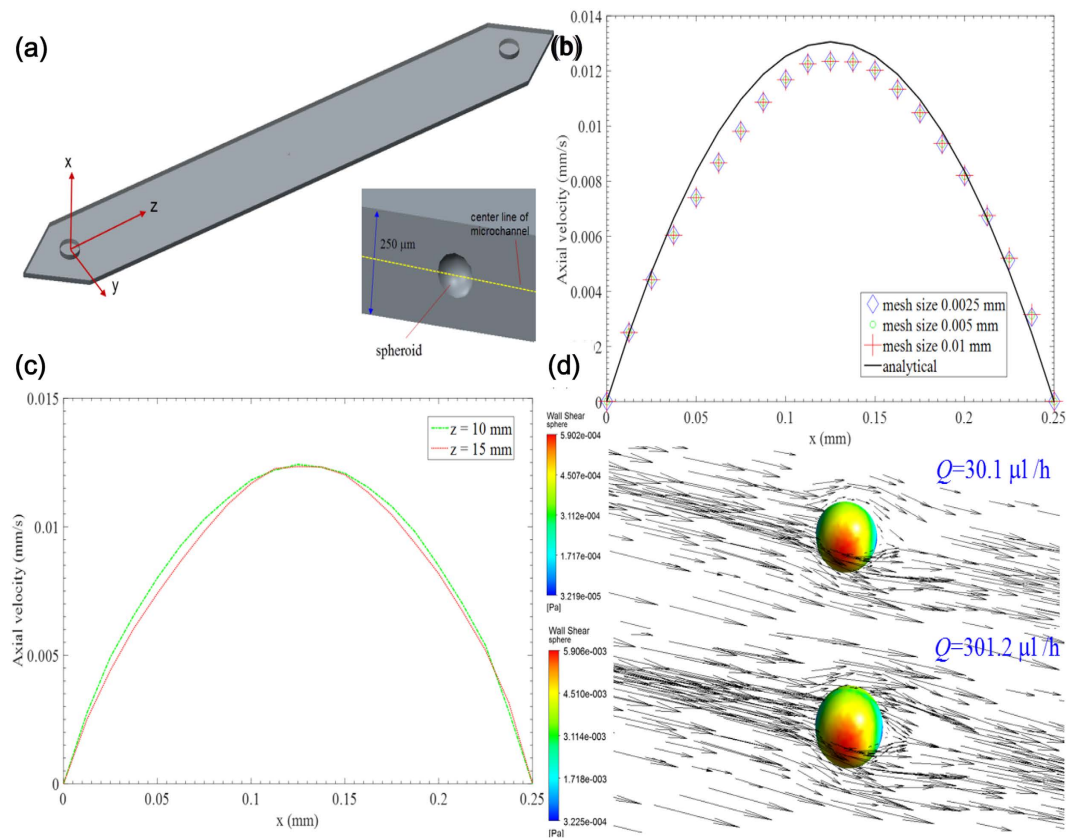 (a)
x
z
y
250 μm
center line of
microchannel
spheroid
(b)
Axial velocity (mm/s)
0.014
0.012
0.01
0.008
0.006
0.004
0
0
0.05
0.1
0.15
0.2
0.25
x (mm)
mesh size 0.0025 mm
mesh size 0.005 mm
mesh size 0.01 mm
analytical
(c)
Axial velocity (mm/s)
0.015
0.01
0.005
0
0
0.05
0.1
0.15
0.2
0.25
x (mm)
z = 10 mm
z = 15 mm
(d)
Wall Shear
sphere
5.902e-004
4.507e-004
3.112e-004
1.717e-004
3.219e-005
[Pa]
Q=30.1 μl /h
Wall Shear
sphere
5.906e-003
4.510e-003
3.114e-003
1.718e-003
3.225e-004
[Pa]
Q=301.2 μl /h